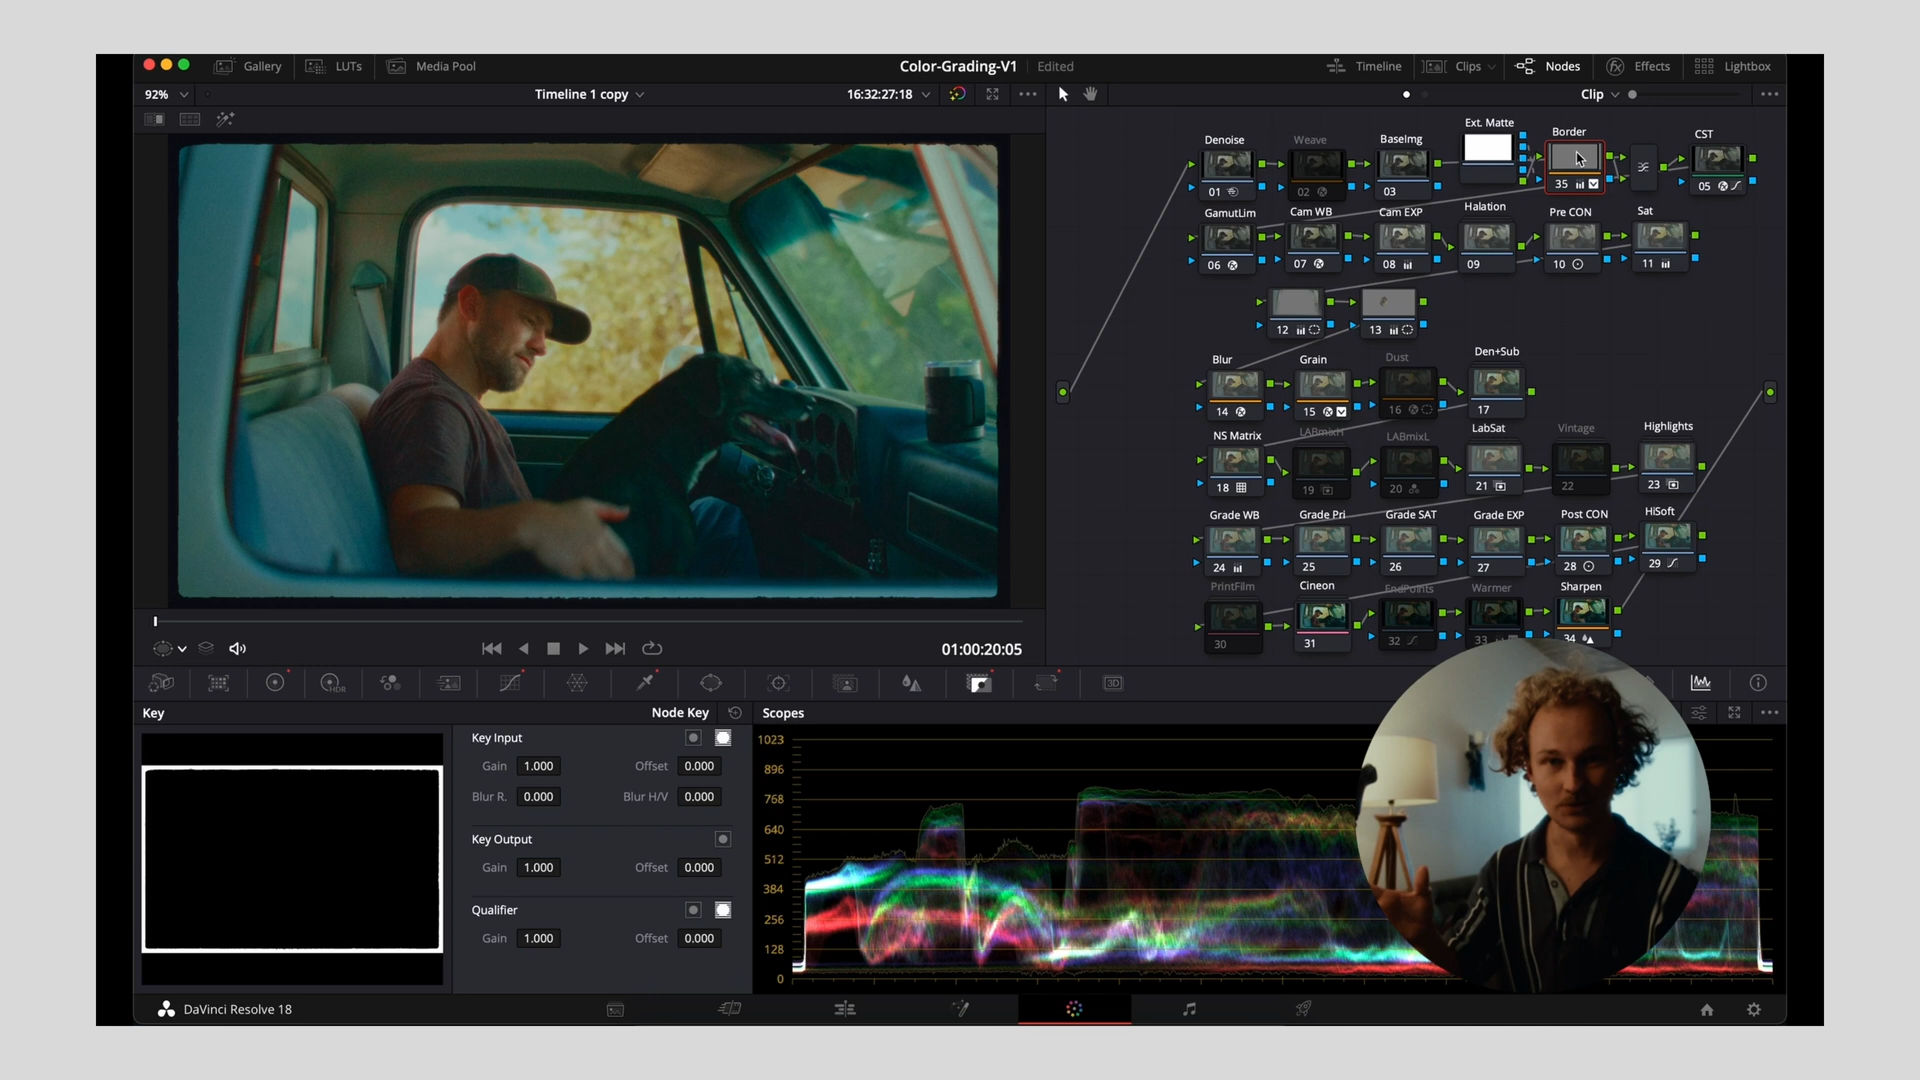 Gallery LUTs Media Pool Color-Grading-V1 Edited Timeline Clips Nodes Effects Lightbox
92% Timeline 1 copy 16:32:27:18 Clip
Ext. Matte
Denoise Weave BaseImg Border CST
01 02 03 35 05
GamutLim Cam WB Cam EXP Halation Pre CON Sat
06 07 08 09 10 11
12 13
Blur Grain Dust Den+Sub
14 15 16 17
NS Matrix LABmixH LABmixL LabSat Vintage Highlights
18 19 20 21 22 23
Grade WB Grade Pri Grade SAT Grade EXP Post CON HiSoft
24 25 26 27 28 29
PrintFilm Cineon EndPoints Warmer Sharpen
30 31 32 33 34
01:00:20:05
HDR 3D
Key Node Key Scopes
Key Input
Gain 1.000 Offset 0.000
Blur R. 0.000 Blur H/V 0.000
Key Output
Gain 1.000 Offset 0.000
Qualifier
Gain 1.000 Offset 0.000
1023
896
768
640
512
384
256
128
0
DaVinci Resolve 18